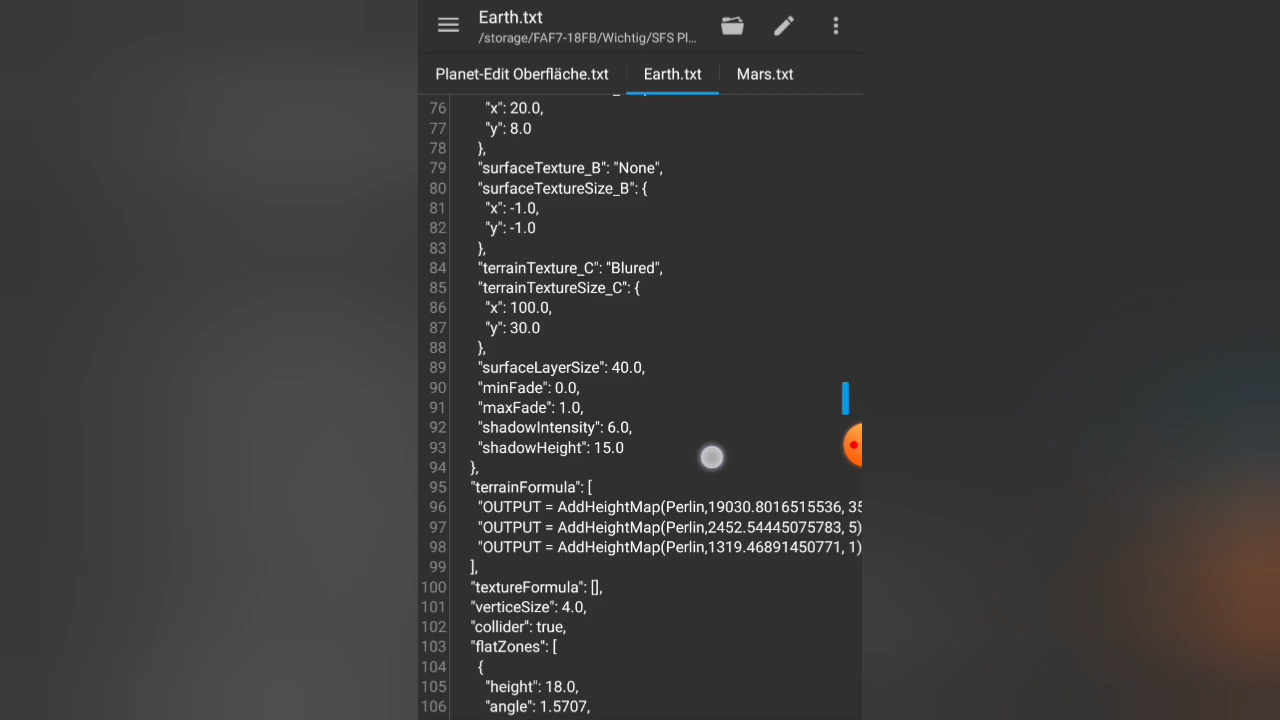 Earth.txt
/storage/FAF7-18FB/Wichtig/SFS Pl...
Planet-Edit Oberfläche.txt Earth.txt Mars.txt
76 "x": 20.0,
77 "y": 8.0
78 },
79 "surfaceTexture_B": "None",
80 "surfaceTextureSize_B": {
81 "x": -1.0,
82 "y": -1.0
83 },
84 "terrainTexture_C": "Blured",
85 "terrainTextureSize_C": {
86 "x": 100.0,
87 "y": 30.0
88 },
89 "surfaceLayerSize": 40.0,
90 "minFade": 0.0,
91 "maxFade": 1.0,
92 "shadowIntensity": 6.0,
93 "shadowHeight": 15.0
94 },
95 "terrainFormula": [
96 "OUTPUT = AddHeightMap(Perlin,19030.8016515536, 35
97 "OUTPUT = AddHeightMap(Perlin,2452.54445075783, 5)
98 "OUTPUT = AddHeightMap(Perlin,1319.46891450771, 1)
99 ],
100 "textureFormula": [],
101 "verticeSize": 4.0,
102 "collider": true,
103 "flatZones": [
104 {
105 "height": 18.0,
106 "angle": 1.5707,